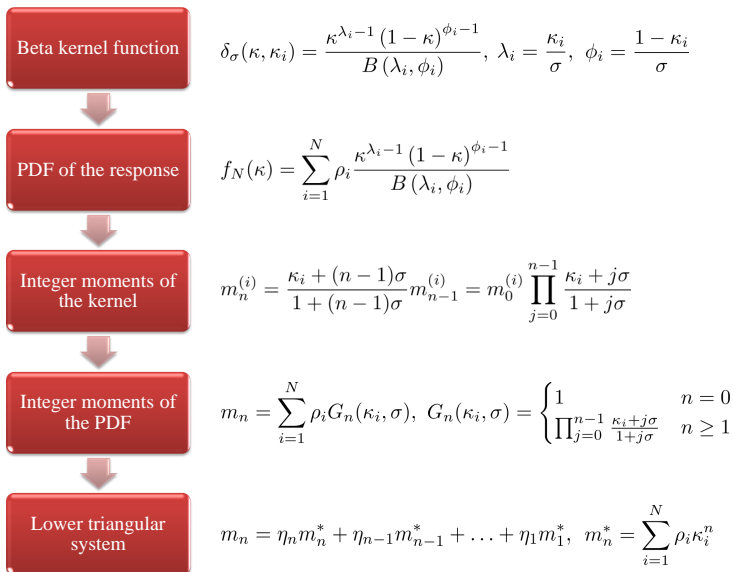 Beta kernel function
δ_σ(κ, κ_i) = κ^{λ_i−1} (1 − κ)^{φ_i−1} / B (λ_i, φ_i), λ_i = κ_i / σ, φ_i = (1 − κ_i) / σ
PDF of the response
f_N(κ) = ∑_{i=1}^{N} ρ_i κ^{λ_i−1} (1 − κ)^{φ_i−1} / B (λ_i, φ_i)
Integer moments of
the kernel
m_n^{(i)} = (κ_i + (n − 1)σ) / (1 + (n − 1)σ) m_{n−1}^{(i)} = m_0^{(i)} ∏_{j=0}^{n−1} (κ_i + jσ) / (1 + jσ)
Integer moments of
the PDF
m_n = ∑_{i=1}^{N} ρ_i G_n(κ_i, σ), G_n(κ_i, σ) = { 1 n = 0
∏_{j=0}^{n−1} (κ_i+jσ) / (1+jσ) n ≥ 1
Lower triangular
system
m_n = η_n m_n^* + η_{n−1} m_{n−1}^* + … + η_1 m_1^*, m_n^* = ∑_{i=1}^{N} ρ_i κ_i^n